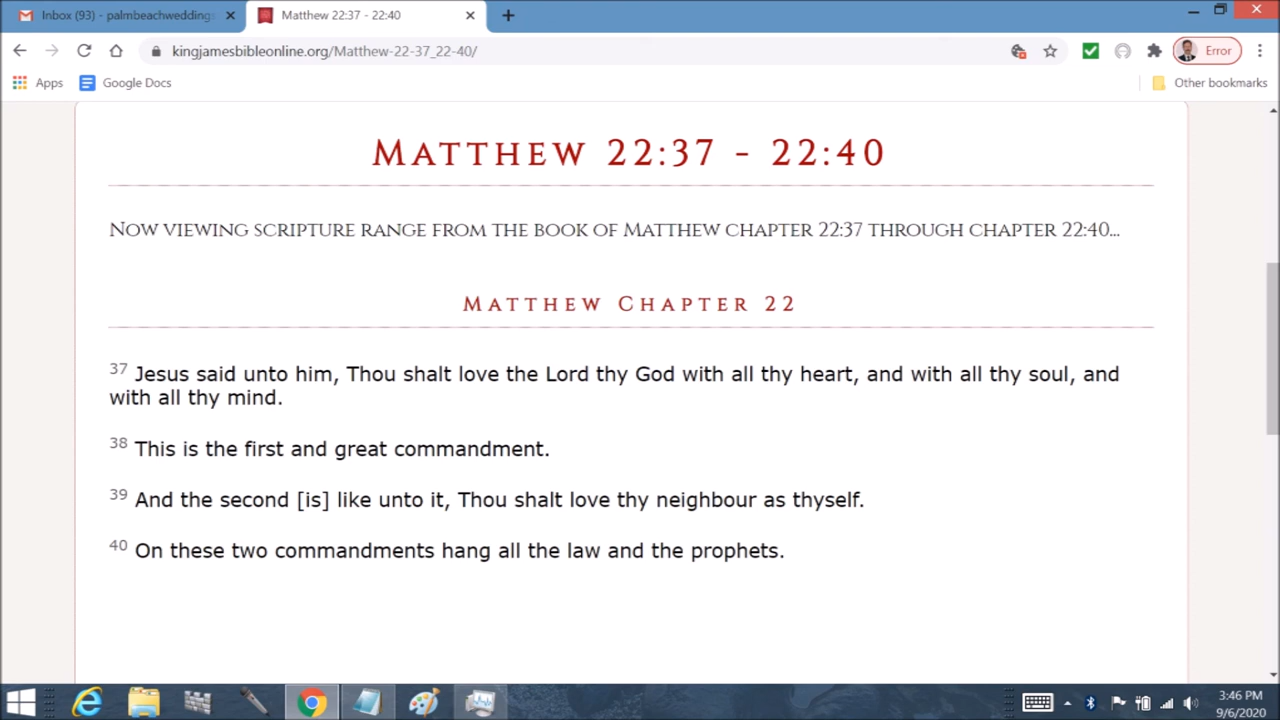 Inbox (93) - palmbeachwedding
Matthew 22:37 - 22:40
kingjamesbibleonline.org/Matthew-22-37_22-40/
Error
Apps
Google Docs
Other bookmarks
MATTHEW 22:37 - 22:40
NOW VIEWING SCRIPTURE RANGE FROM THE BOOK OF MATTHEW CHAPTER 22:37 THROUGH CHAPTER 22:40...
MATTHEW CHAPTER 22
37 Jesus said unto him, Thou shalt love the Lord thy God with all thy heart, and with all thy soul, and
with all thy mind.
38 This is the first and great commandment.
39 And the second [is] like unto it, Thou shalt love thy neighbour as thyself.
40 On these two commandments hang all the law and the prophets.
3:46 PM
9/6/2020